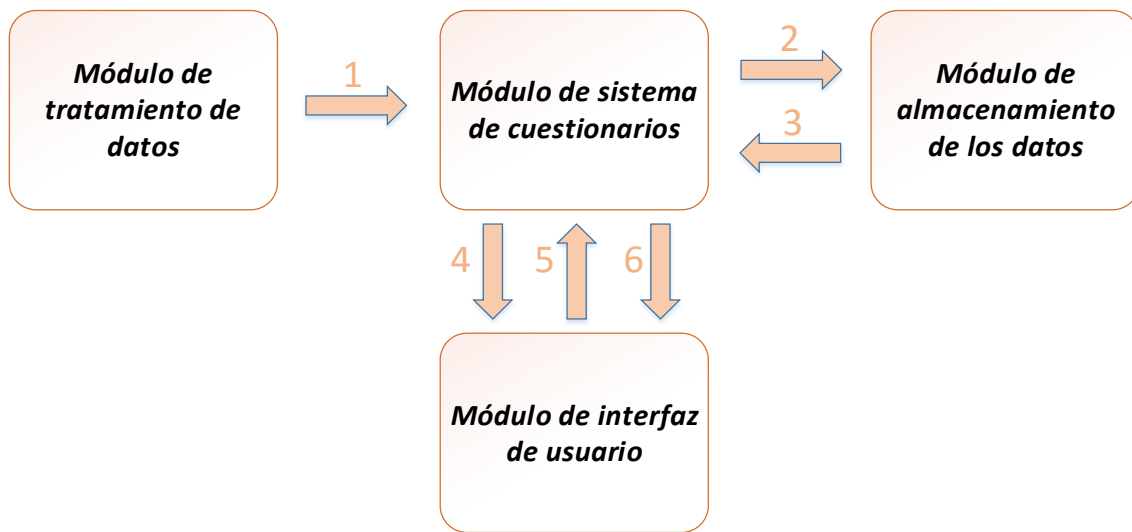 Módulo de
tratamiento de
datos
1
Módulo de sistema
de cuestionarios
2
3
Módulo de
almacenamiento
de los datos
4
5
6
Módulo de interfaz
de usuario